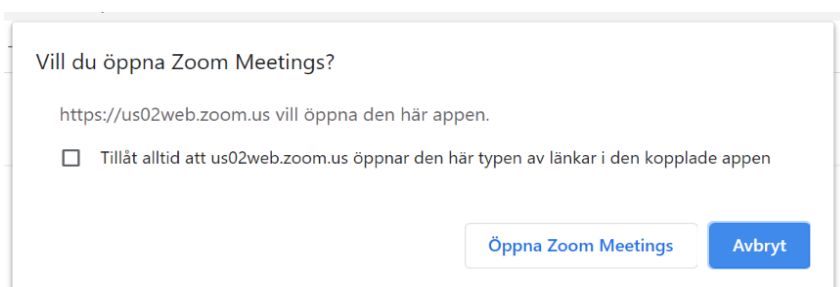 Vill du öppna Zoom Meetings?
https://us02web.zoom.us vill öppna den här appen.
Tillåt alltid att us02web.zoom.us öppnar den här typen av länkar i den kopplade appen
Öppna Zoom Meetings
Avbryt